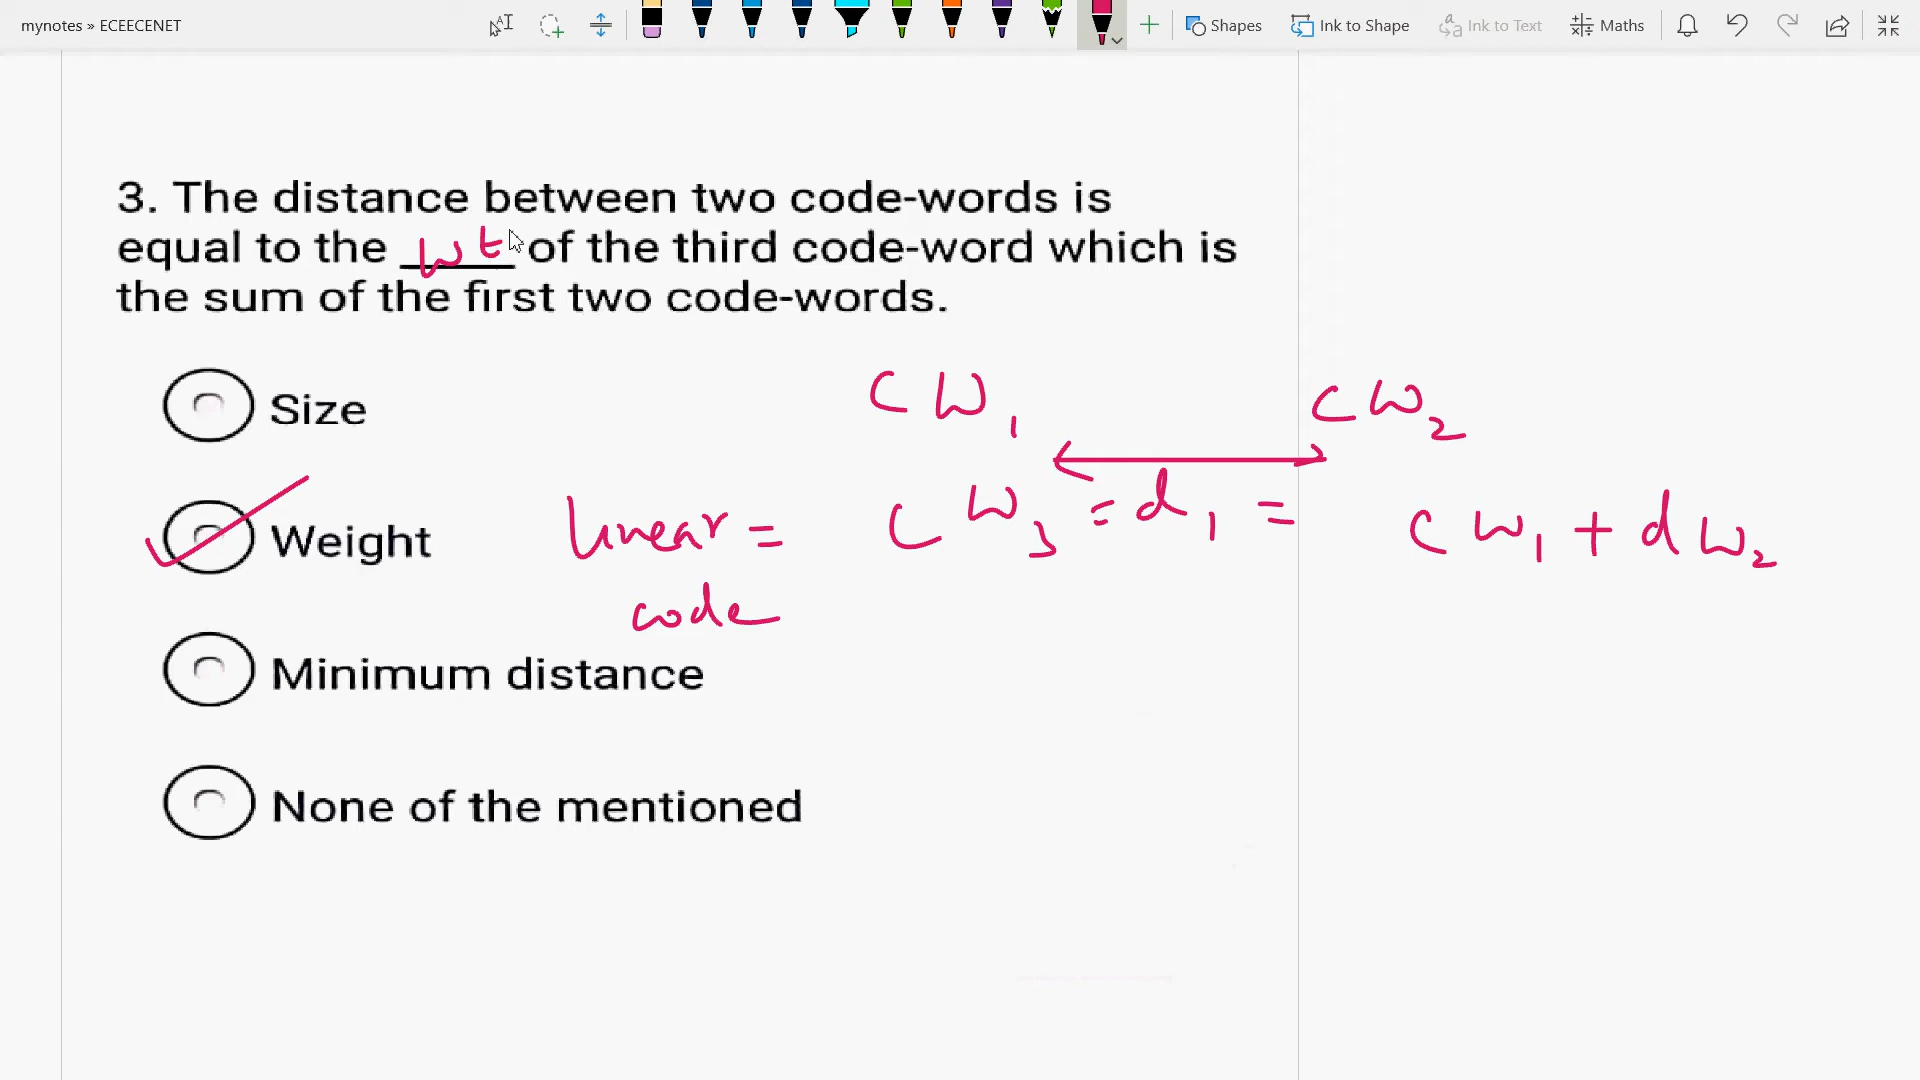 mynotes » ECEECENET
Shapes
Ink to Shape
Ink to Text
Maths
3. The distance between two code-words is
equal to the wt of the third code-word which is
the sum of the first two code-words.
Size
Weight
Minimum distance
None of the mentioned
CW1 CW2
linear = CW3 = d1 = CW1 + dW2
code